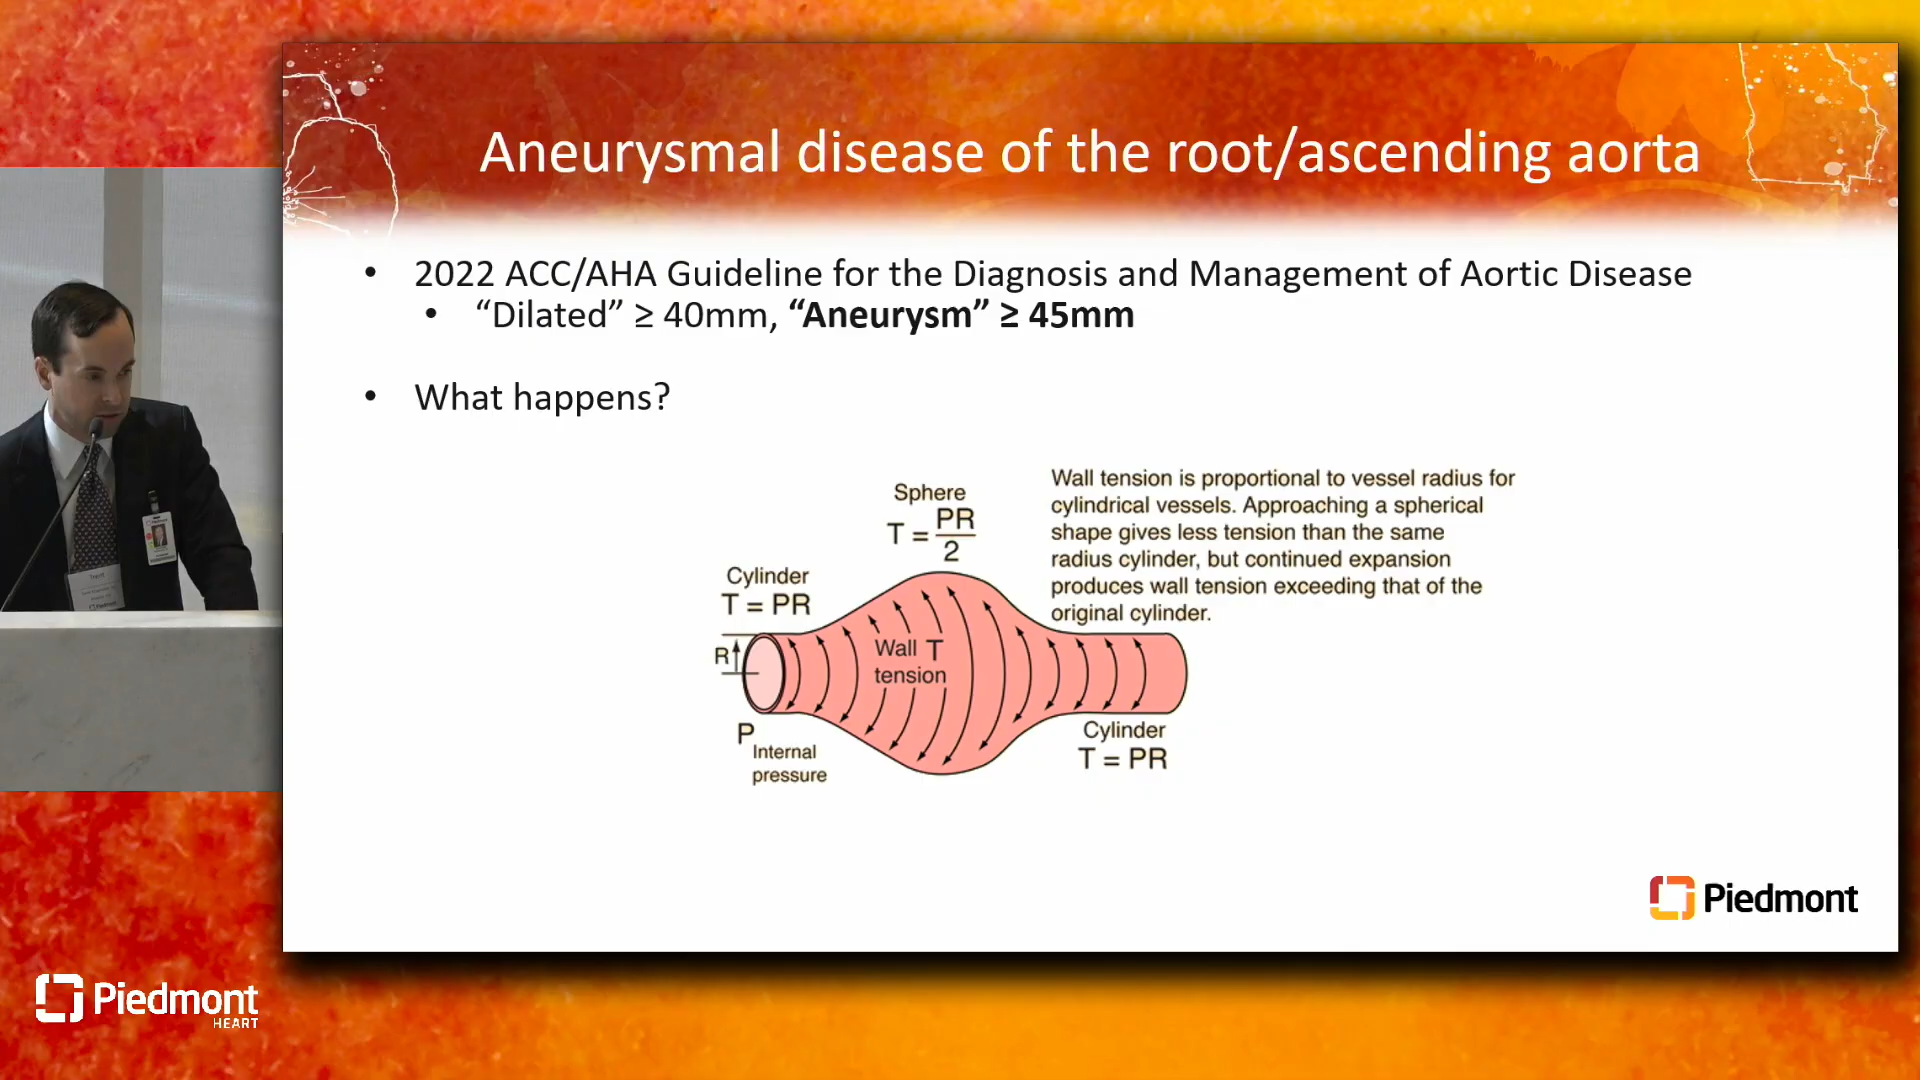 Aneurysmal disease of the root/ascending aorta
• 2022 ACC/AHA Guideline for the Diagnosis and Management of Aortic Disease
• “Dilated” ≥ 40mm, “Aneurysm” ≥ 45mm
• What happens?
Wall tension is proportional to vessel radius for
cylindrical vessels. Approaching a spherical
shape gives less tension than the same
radius cylinder, but continued expansion
produces wall tension exceeding that of the
original cylinder.
Sphere
T = PR/2
Cylinder
T = PR
R
Wall T
tension
P
Internal
pressure
Cylinder
T = PR
Piedmont
Piedmont
HEART